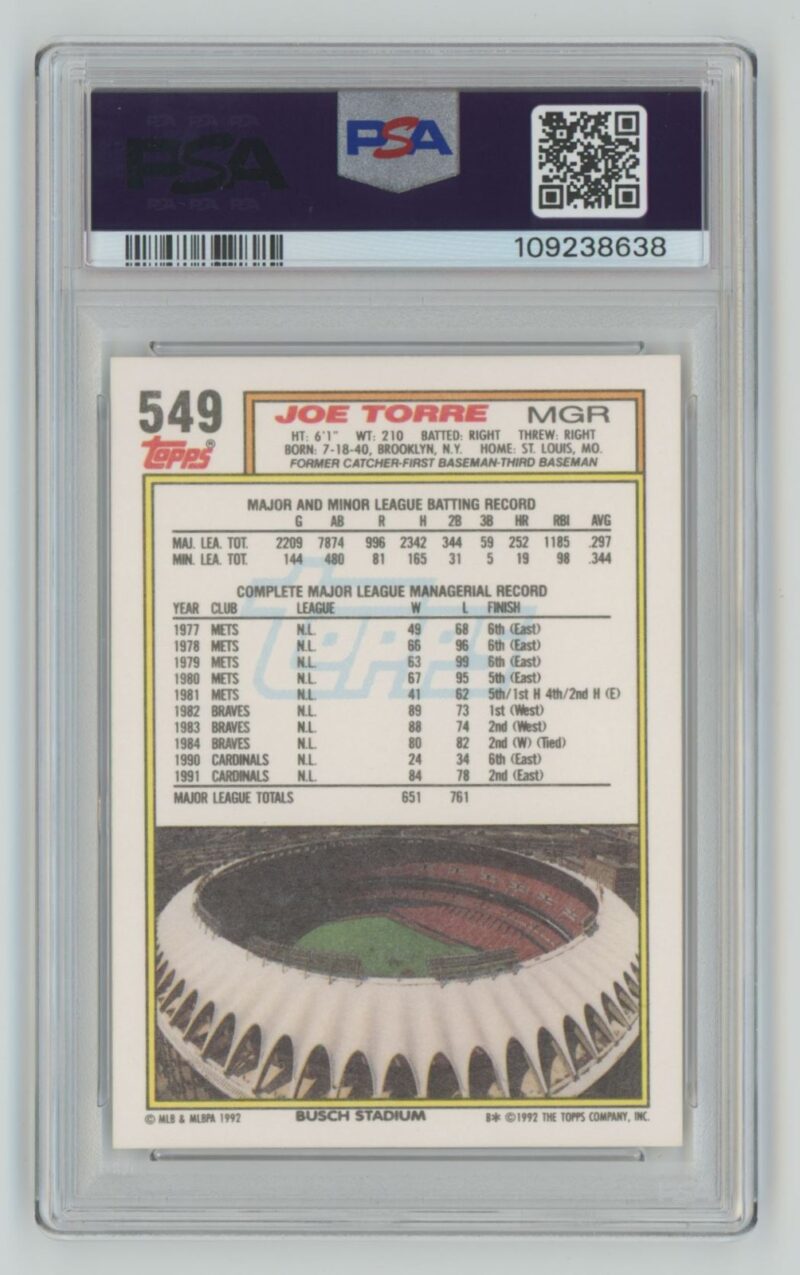 PSA
PSA
109238638
549
JOE TORRE MGR
Topps®
HT: 6'1" WT: 210 BATTED: RIGHT THREW: RIGHT
BORN: 7-18-40, BROOKLYN, N.Y. HOME: ST. LOUIS, MO.
FORMER CATCHER-FIRST BASEMAN-THIRD BASEMAN
MAJOR AND MINOR LEAGUE BATTING RECORD
G AB R H 2B 3B HR RBI AVG
MAJ. LEA. TOT. 2209 7874 996 2342 344 59 252 1185 .297
MIN. LEA. TOT. 144 480 81 165 31 5 19 98 .344
COMPLETE MAJOR LEAGUE MANAGERIAL RECORD
YEAR CLUB LEAGUE W L FINISH
1977 METS N.L. 49 68 6th (East)
1978 METS N.L. 66 96 6th (East)
1979 METS N.L. 63 99 6th (East)
1980 METS N.L. 67 95 5th (East)
1981 METS N.L. 41 62 5th/1st H 4th/2nd H (E)
1982 BRAVES N.L. 89 73 1st (West)
1983 BRAVES N.L. 88 74 2nd (West)
1984 BRAVES N.L. 80 82 2nd (W) (Tied)
1990 CARDINALS N.L. 24 34 6th (East)
1991 CARDINALS N.L. 84 78 2nd (East)
MAJOR LEAGUE TOTALS 651 761
Topps
© MLB & MLBPA 1992 BUSCH STADIUM B* ©1992 THE TOPPS COMPANY, INC.